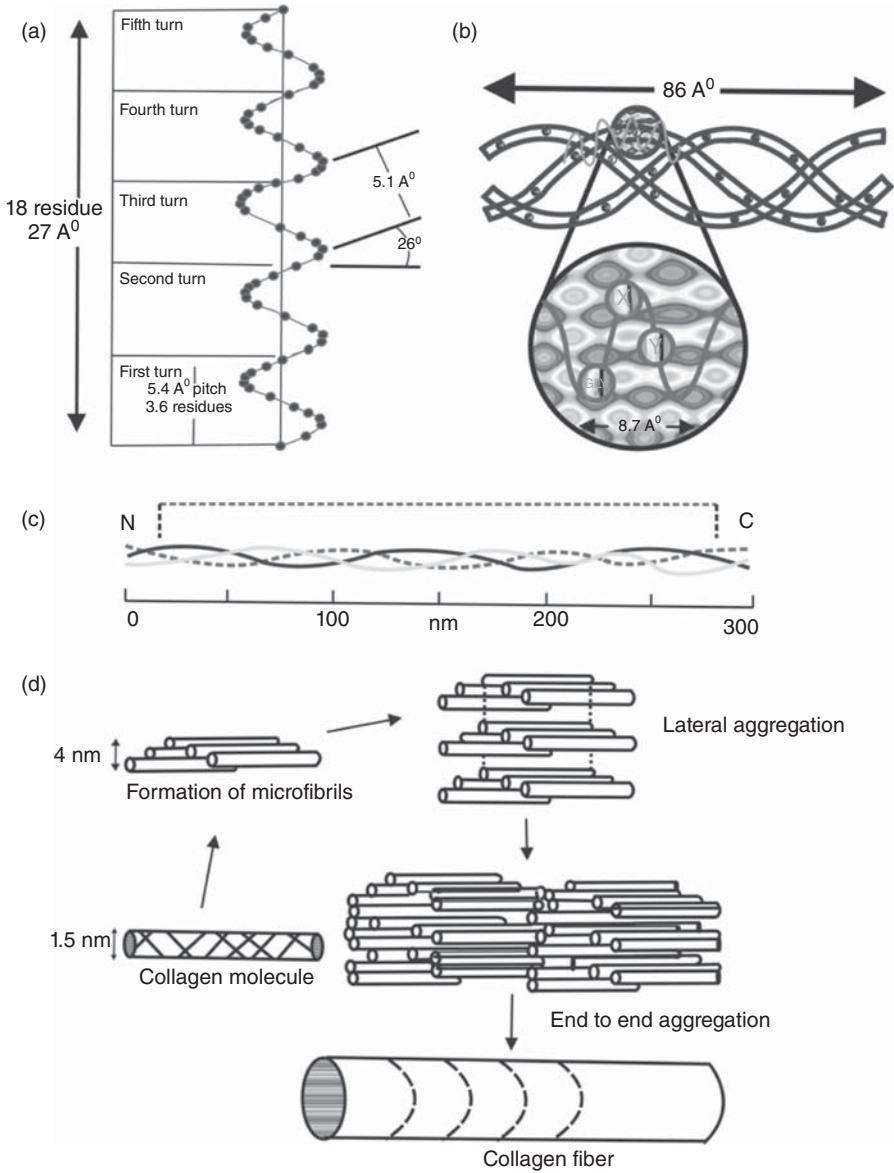 (a)
Fifth turn
Fourth turn
Third turn
Second turn
First turn
5.4 A⁰ pitch
3.6 residues
18 residue
27 A⁰
5.1 A⁰
26⁰
(b)
86 A⁰
X
Y
GLY
8.7 A⁰
(c)
N
C
0
100
nm
200
300
(d)
4 nm
Formation of microfibrils
Lateral aggregation
1.5 nm
Collagen molecule
End to end aggregation
Collagen fiber